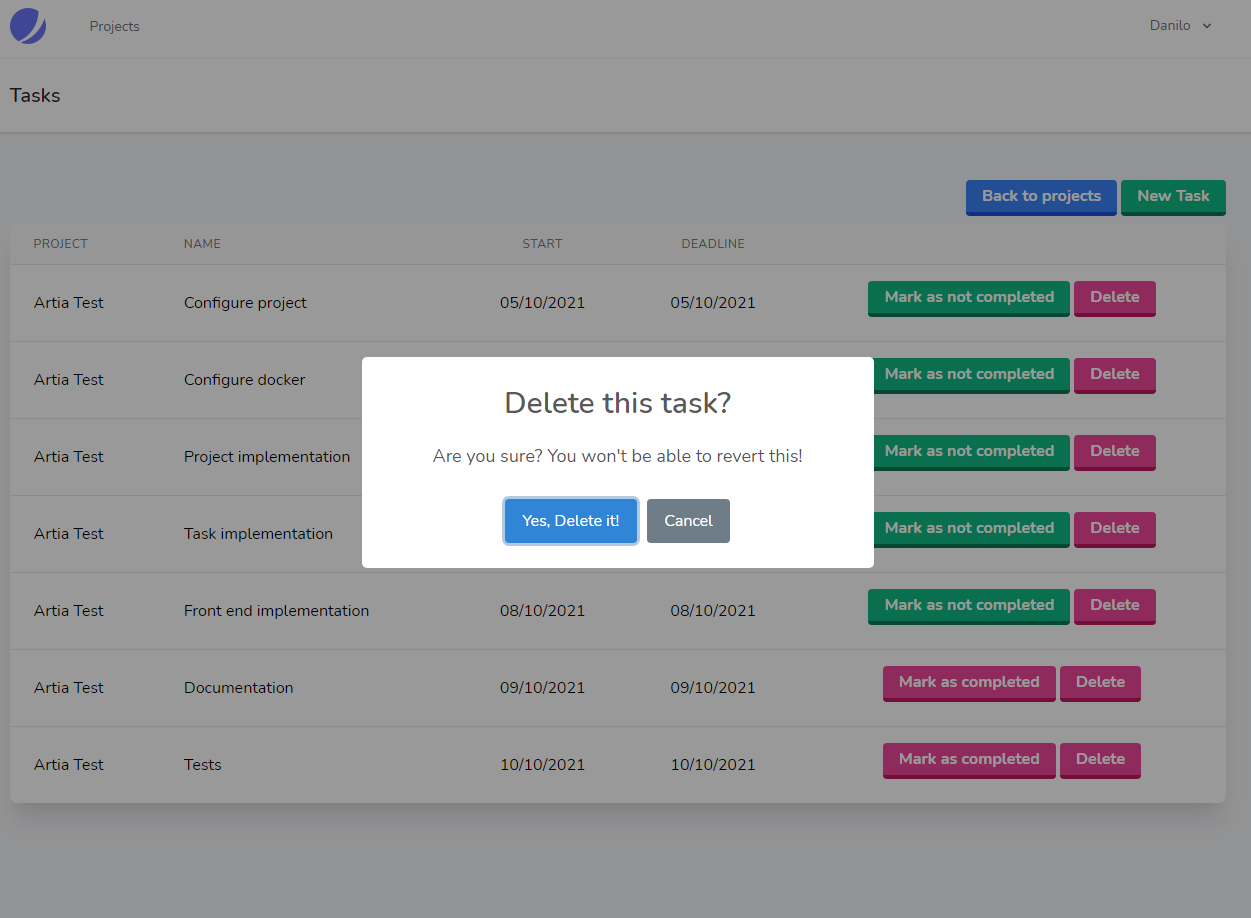 Projects Danilo
Tasks
Back to projects New Task
PROJECT NAME START DEADLINE
Artia Test Configure project 05/10/2021 05/10/2021 Mark as not completed Delete
Artia Test Configure docker Mark as not completed Delete
Artia Test Project implementation Mark as not completed Delete
Artia Test Task implementation Mark as not completed Delete
Artia Test Front end implementation 08/10/2021 08/10/2021 Mark as not completed Delete
Artia Test Documentation 09/10/2021 09/10/2021 Mark as completed Delete
Artia Test Tests 10/10/2021 10/10/2021 Mark as completed Delete
Delete this task?
Are you sure? You won't be able to revert this!
Yes, Delete it! Cancel